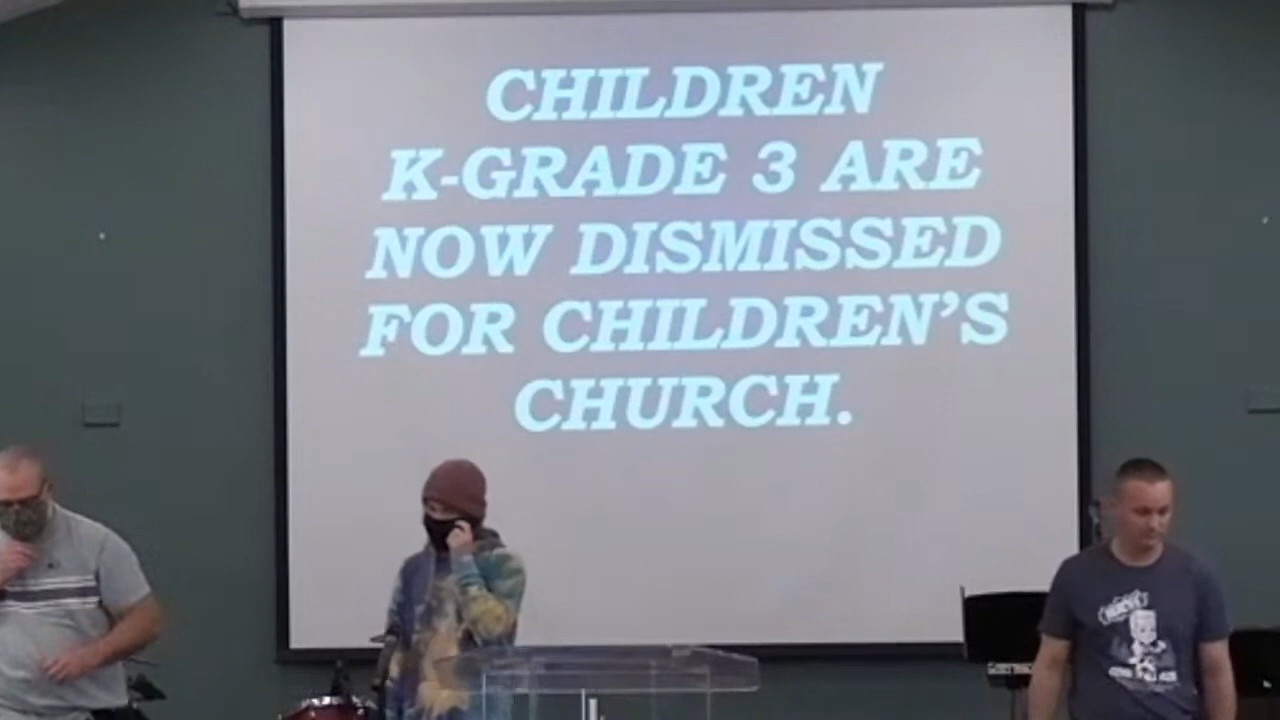 CHILDREN
K-GRADE 3 ARE
NOW DISMISSED
FOR CHILDREN’S
CHURCH.